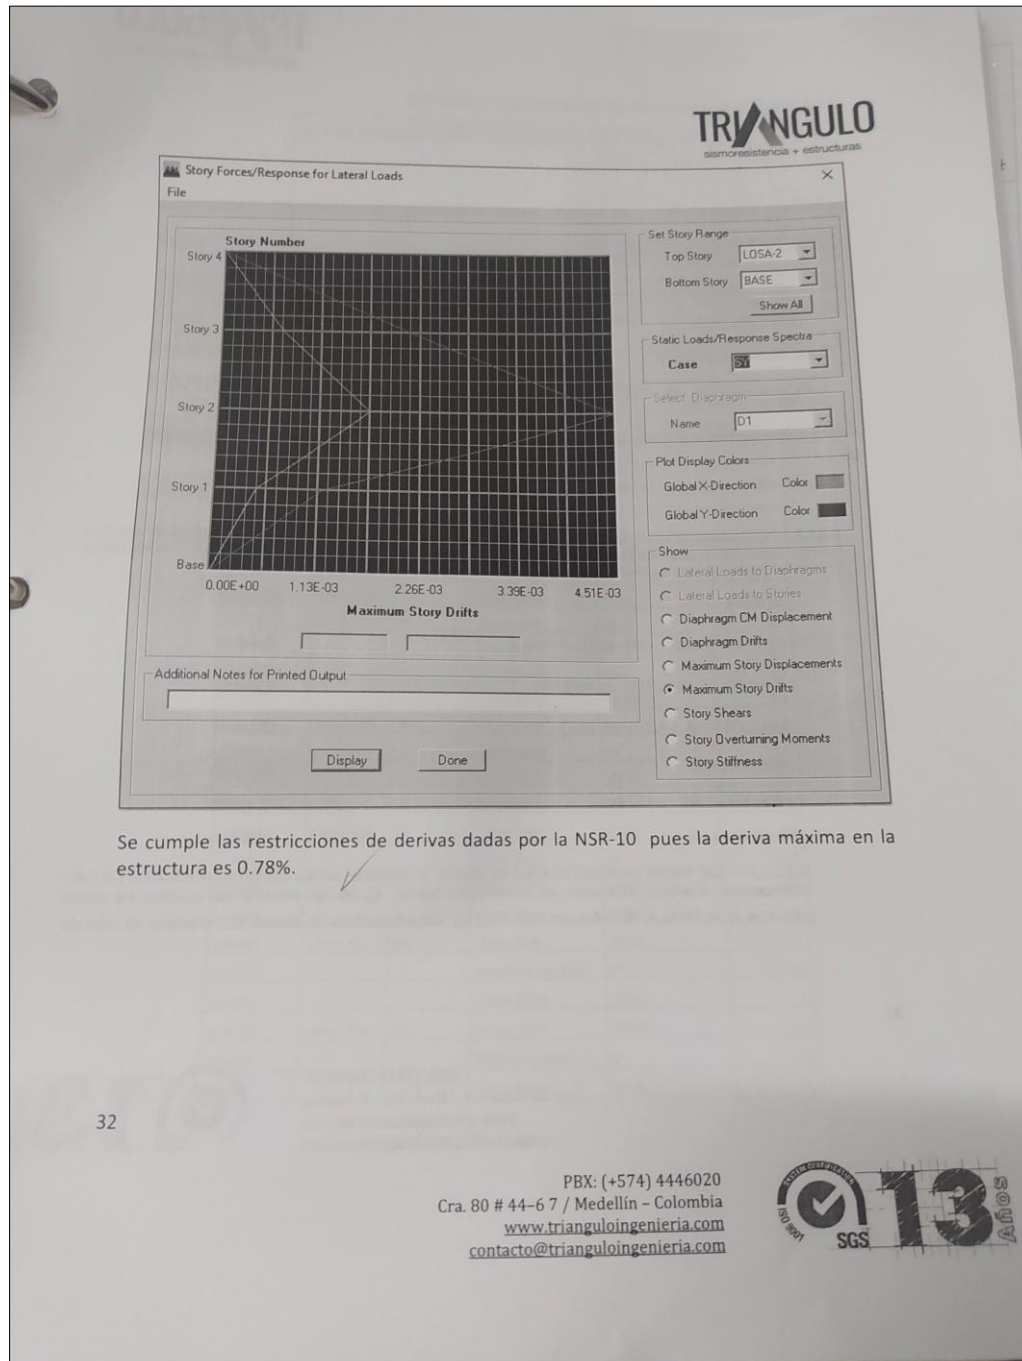 TRIANGULO
sismoresistencia + estructuras
Story Forces/Response for Lateral Loads
File
Story Number
Story 4
Story 3
Story 2
Story 1
Base
0.00E+00 1.13E-03 2.26E-03 3.39E-03 4.51E-03
Maximum Story Drifts
Additional Notes for Printed Output
Display Done
Set Story Range
Top Story LOSA-2
Bottom Story BASE
Show All
Static Loads/Response Spectra
Case SY
Select Diaphragm
Name D1
Plot Display Colors
Global X-Direction Color
Global Y-Direction Color
Show
Lateral Loads to Diaphragms
Lateral Loads to Stories
Diaphragm CM Displacement
Diaphragm Drifts
Maximum Story Displacements
Maximum Story Drifts
Story Shears
Story Overturning Moments
Story Stiffness
Se cumple las restricciones de derivas dadas por la NSR-10 pues la deriva máxima en la
estructura es 0.78%.
32
PBX: (+574) 4446020
Cra. 80 # 44–6 7 / Medellín – Colombia
www.trianguloingenieria.com
contacto@trianguloingenieria.com
SYSTEM CERTIFICATION
ISO 9001
SGS
13
Años